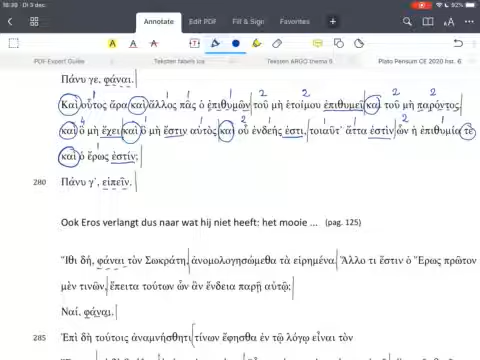 16:39 Di 3 dec. 92%
Annotate Edit PDF Fill & Sign Favorites +
PDF-Expert Guide Teksten ARGO thema 6 Plato Pensum CE 2020 hst. 6
Πάνυ γε, φάναι.
Καὶ οὗτος ἄρα καὶ ἄλλος πᾶς ὁ ἐπιθυμῶν τοῦ μὴ ἑτοίμου ἐπιθυμεῖ καὶ τοῦ μὴ παρόντος,
καὶ ὃ μὴ ἔχει καὶ ὃ μὴ ἔστιν αὐτὸς καὶ οὗ ἐνδεής ἐστι, τοιαῦτ᾽ ἄττα ἐστὶν ὧν ἡ ἐπιθυμία τε
καὶ ὁ ἔρως ἐστίν;
280 Πάνυ γ᾽, εἰπεῖν.
Ook Eros verlangt dus naar wat hij niet heeft: het mooie ... (pag. 125)
Ἴθι δή, φάναι τὸν Σωκράτη, ἀνομολογησώμεθα τὰ εἰρημένα. Ἄλλο τι ἔστιν ὁ Ἔρως πρῶτον
μὲν τινῶν, ἔπειτα τούτων ὧν ἂν ἔνδεια παρῇ αὐτῷ;
Ναί, φάναι.
285 Ἐπὶ δὴ τούτοις ἀναμνήσθητι τίνων ἔφησθα ἐν τῷ λόγῳ εἶναι τὸν